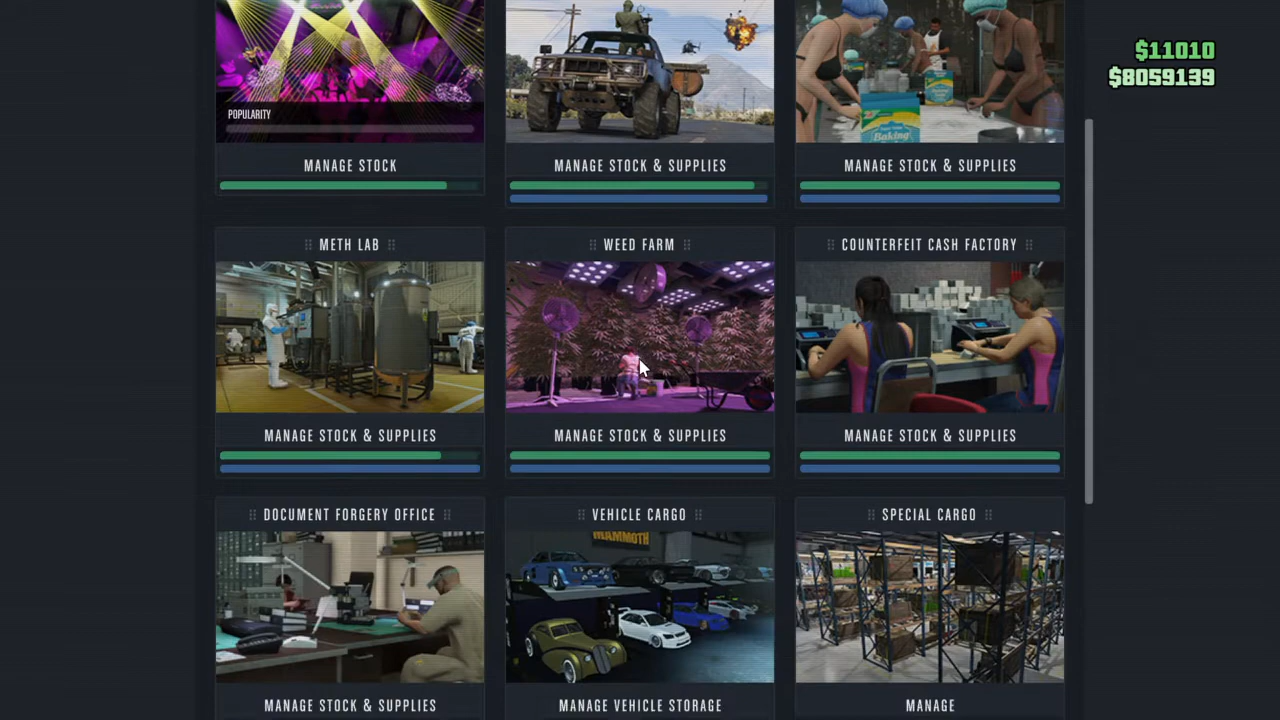 $11010
$8059139
POPULARITY
Baking
MANAGE STOCK
MANAGE STOCK & SUPPLIES
MANAGE STOCK & SUPPLIES
METH LAB
WEED FARM
COUNTERFEIT CASH FACTORY
MANAGE STOCK & SUPPLIES
MANAGE STOCK & SUPPLIES
MANAGE STOCK & SUPPLIES
DOCUMENT FORGERY OFFICE
VEHICLE CARGO
SPECIAL CARGO
MAMMOTH
MANAGE STOCK & SUPPLIES
MANAGE VEHICLE STORAGE
MANAGE